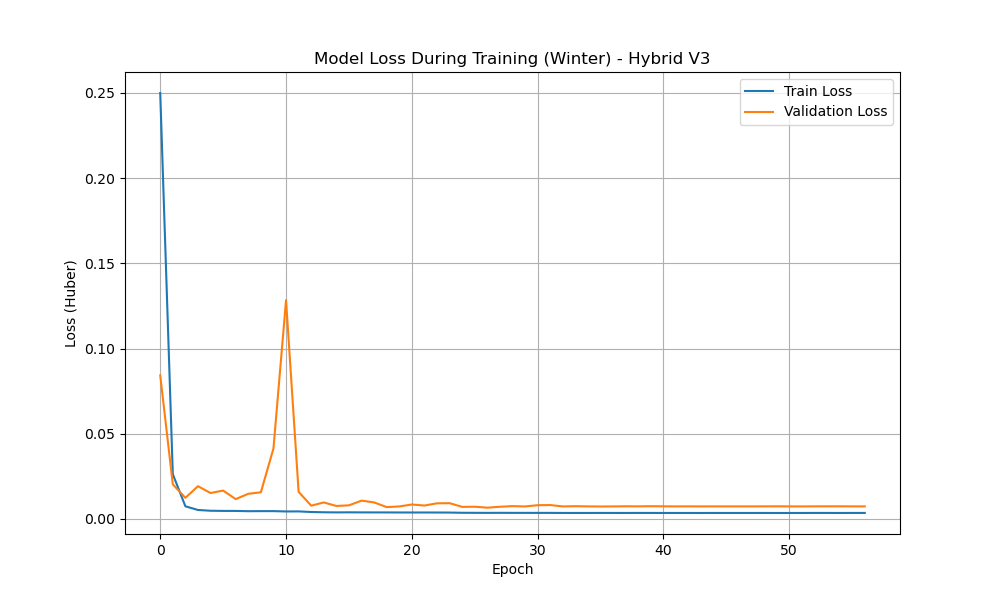 Model Loss During Training (Winter) - Hybrid V3
Train Loss
Validation Loss
Loss (Huber)
0.25
0.20
0.15
0.10
0.05
0.00
0 10 20 30 40 50
Epoch